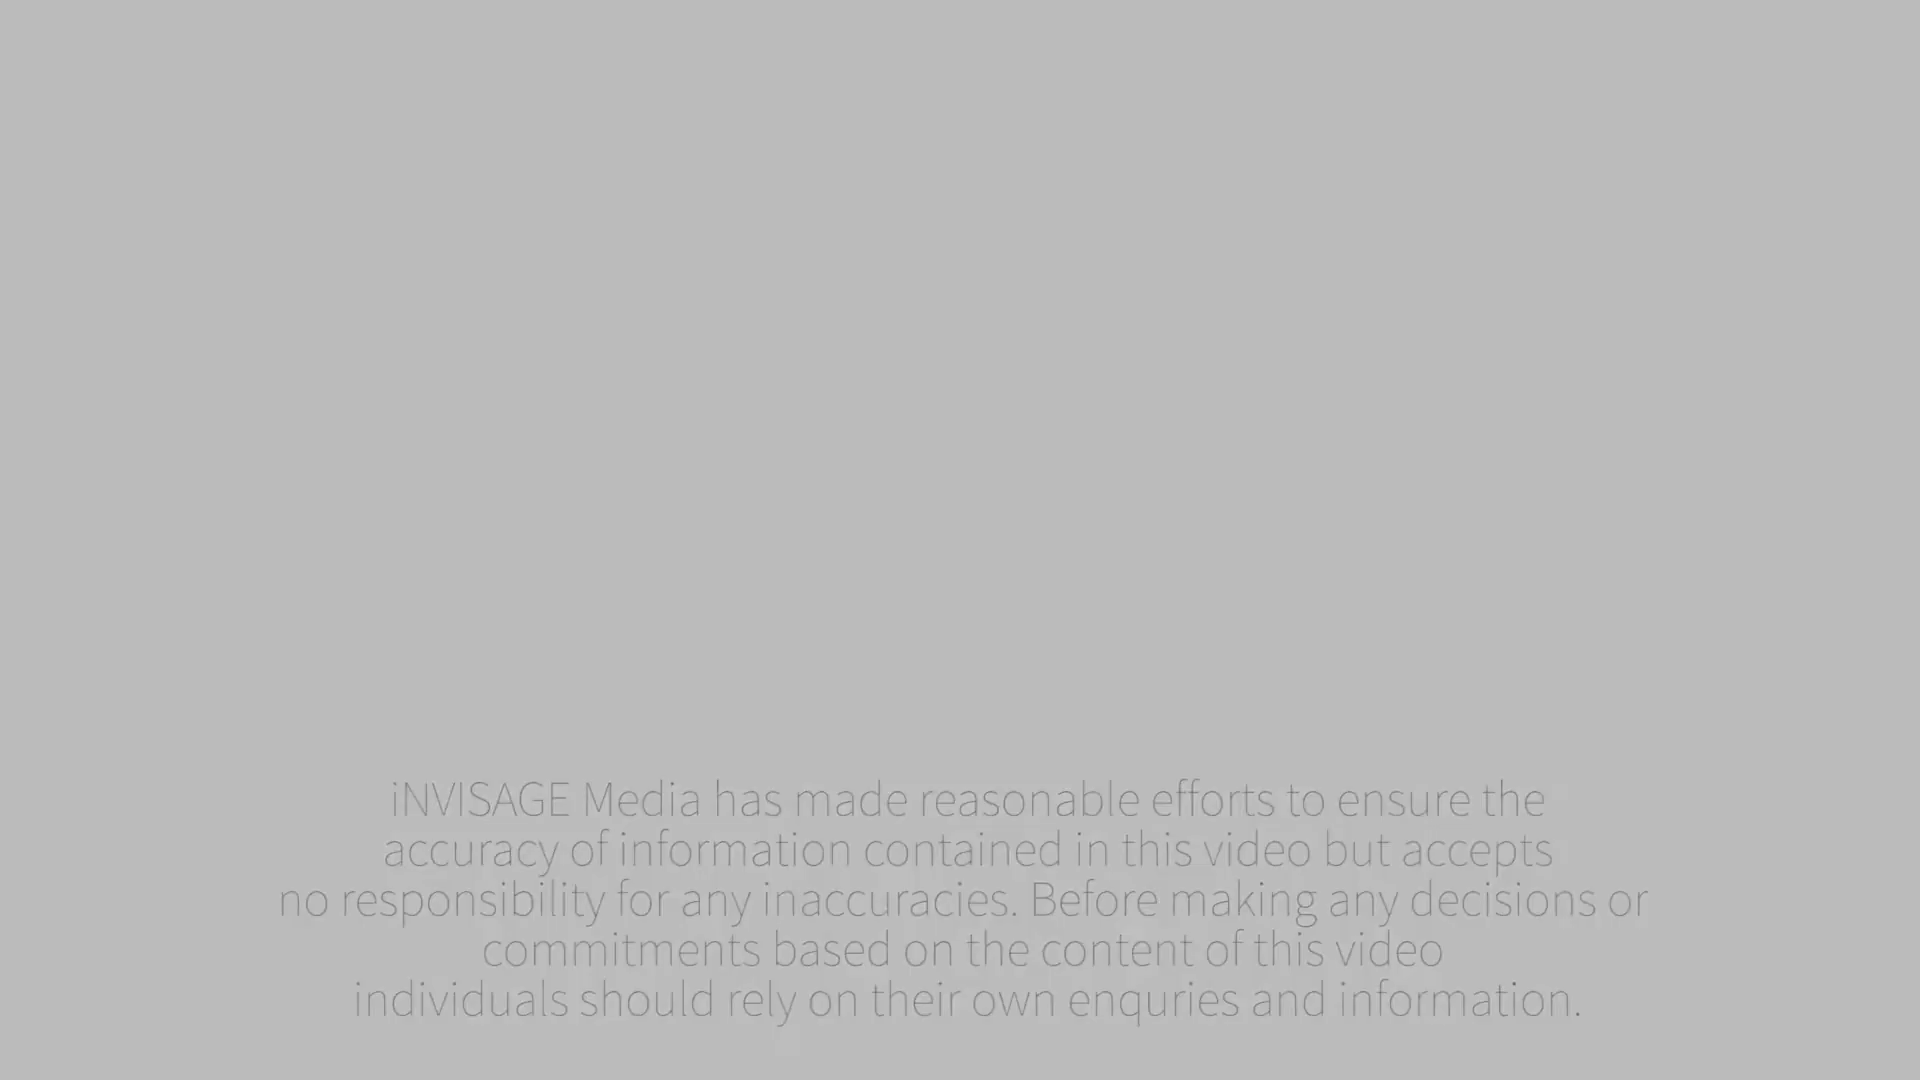 iNVISAGE Media has made reasonable efforts to ensure the
accuracy of information contained in this video but accepts
no responsibility for any inaccuracies. Before making any decisions or
commitments based on the content of this video
individuals should rely on their own enquries and information.